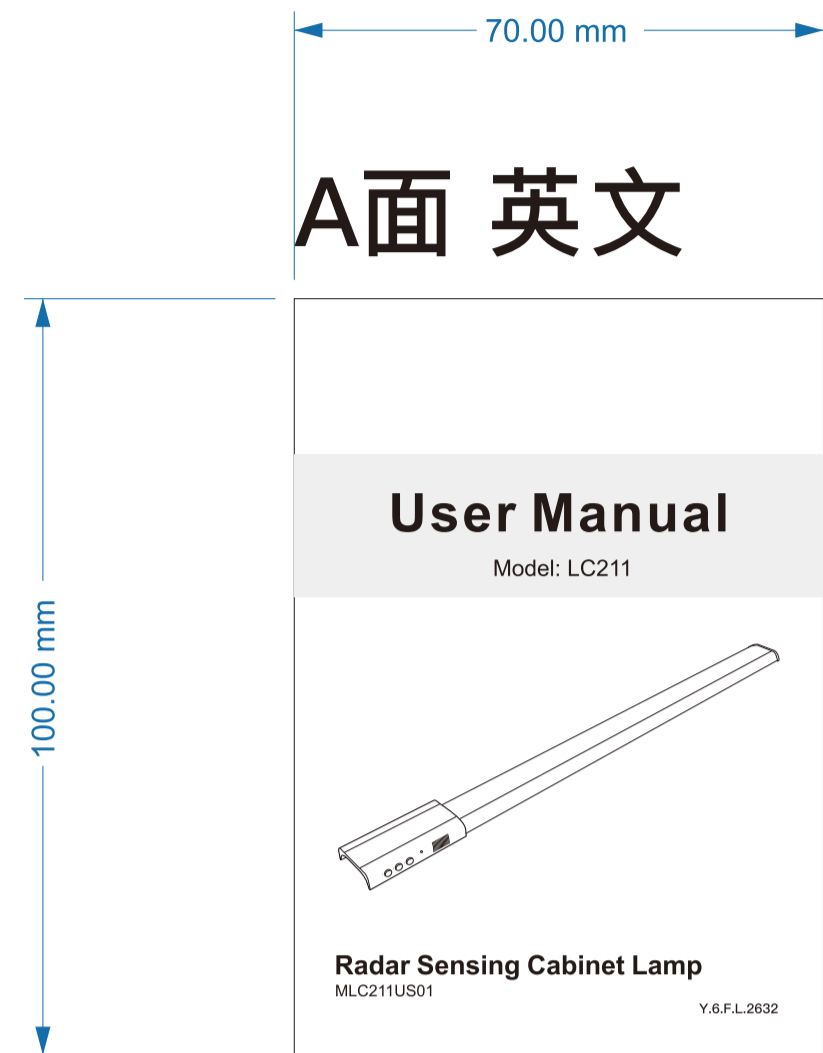 70.00 mm
A面 英文
100.00 mm
User Manual
Model: LC211
Radar Sensing Cabinet Lamp
MLC211US01
Y.6.F.L.2632